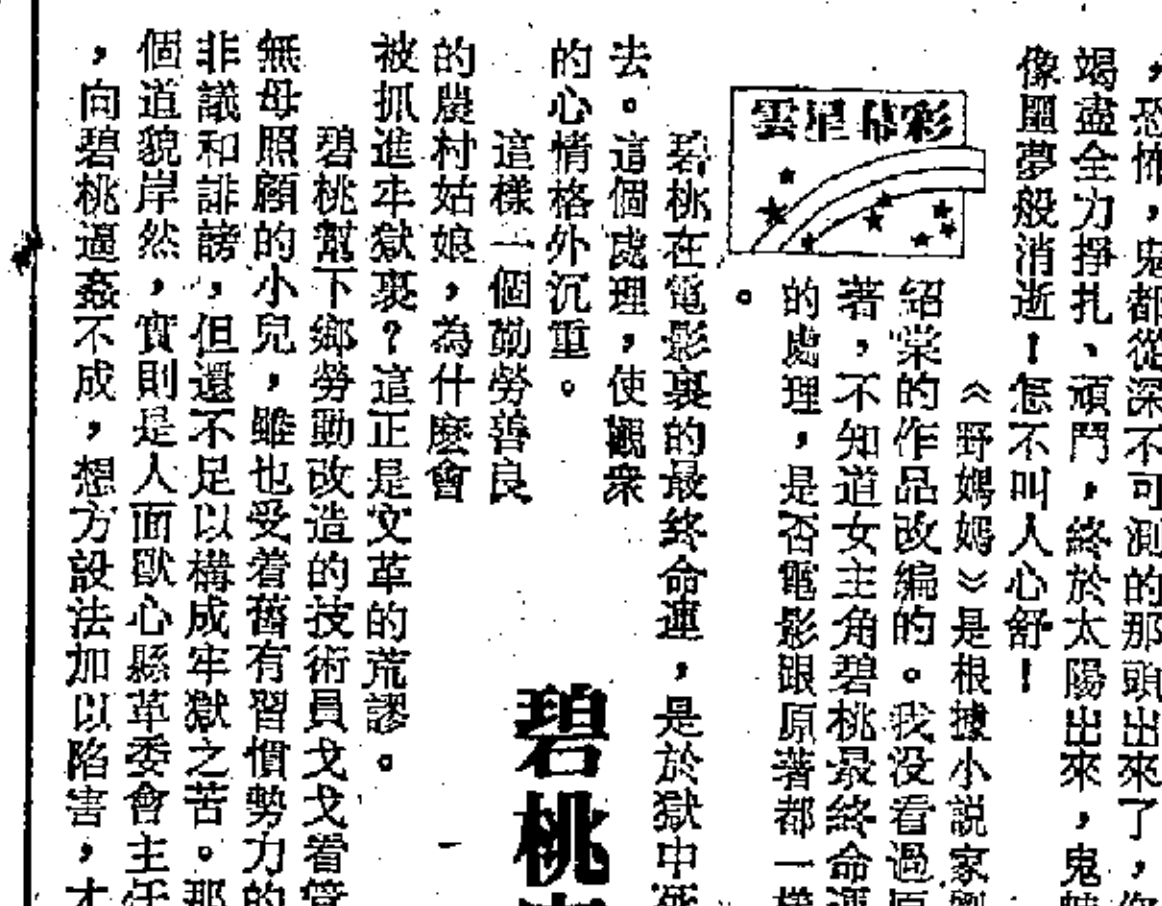 ，恐怖，鬼都從深不可測的那頭出來了，
竭盡全力掙扎、頑鬥，終於太陽出來，鬼
像噩夢般消逝！怎不叫人心舒！
彩帛星雲
《野媽媽》是根據小説家劉
紹棠的作品改編的。我没看過原
著，不知道女主角碧桃最終命運
的處理，是否電影跟原著都一樣
。
碧桃在電影裏的最終命運，是於獄中死
去。這個處理，使觀衆
的心情格外沉重。
這樣一個勤勞善良
的農村姑娘，為什麽會
被抓進牢獄裏？這正是文革的荒謬。
碧桃
碧桃幫下鄉勞動改造的技術員戈戈看管
無母照顧的小兒，雖也受着舊有習慣勢力的
非議和誹謗，但還不足以構成牢獄之苦。那
個道貌岸然，實則是人面獸心縣革委會主任
，向碧桃逼姦不成，想方設法加以陷害，才